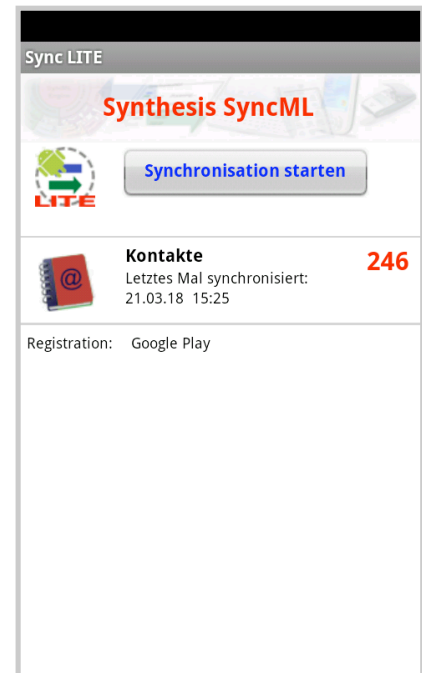 Sync LITE
Synthesis SyncML
LITE
Synchronisation starten
Kontakte
246
Letztes Mal synchronisiert:
21.03.18 15:25
@
Registration: Google Play